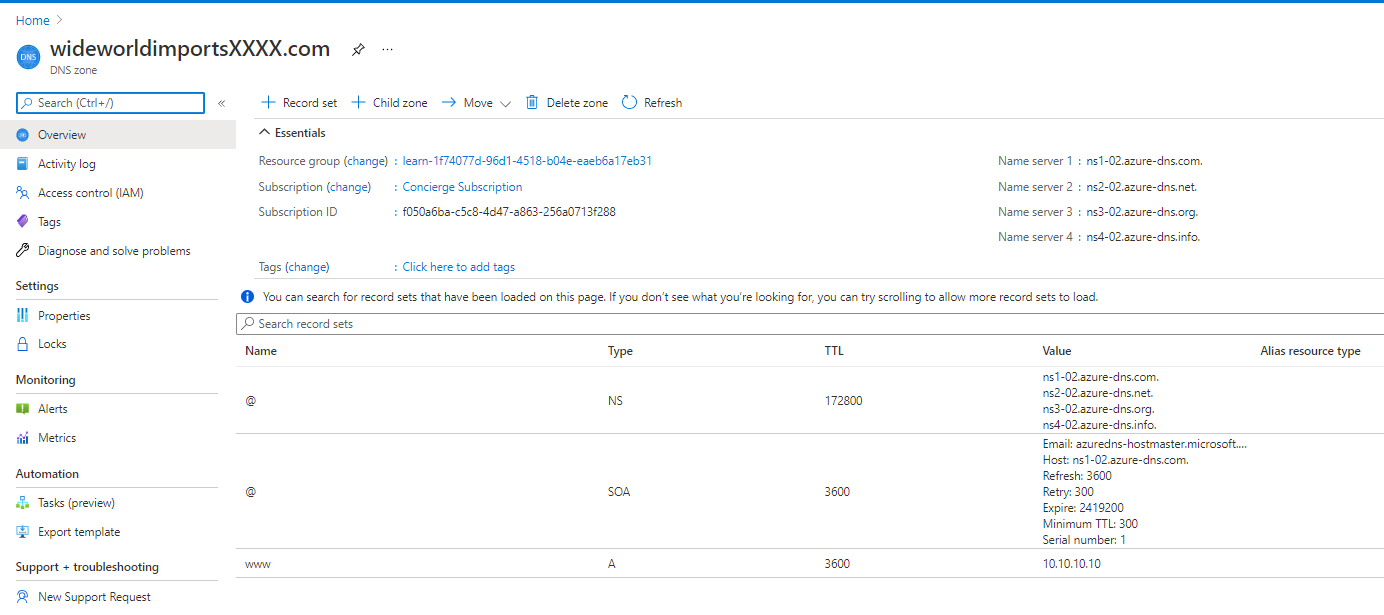 Home
wideworldimportsXXXX.com
DNS
DNS zone
Search (Ctrl+/)
Overview
Activity log
Access control (IAM)
Tags
Diagnose and solve problems
Settings
Properties
Locks
Monitoring
Alerts
Metrics
Automation
Tasks (preview)
Export template
Support + troubleshooting
New Support Request
Record set Child zone Move Delete zone Refresh
Essentials
Resource group (change) : learn-1f74077d-96d1-4518-b04e-eaeb6a17eb31
Subscription (change) : Concierge Subscription
Subscription ID : f050a6ba-c5c8-4d47-a863-256a0713f288
Tags (change) : Click here to add tags
Name server 1 : ns1-02.azure-dns.com.
Name server 2 : ns2-02.azure-dns.net.
Name server 3 : ns3-02.azure-dns.org.
Name server 4 : ns4-02.azure-dns.info.
You can search for record sets that have been loaded on this page. If you don't see what you're looking for, you can try scrolling to allow more record sets to load.
Search record sets
Name Type TTL Value Alias resource type
@ NS 172800
ns1-02.azure-dns.com.
ns2-02.azure-dns.net.
ns3-02.azure-dns.org.
ns4-02.azure-dns.info.
@ SOA 3600
Email: azuredns-hostmaster.microsoft....
Host: ns1-02.azure-dns.com.
Refresh: 3600
Retry: 300
Expire: 2419200
Minimum TTL: 300
Serial number: 1
www A 3600 10.10.10.10